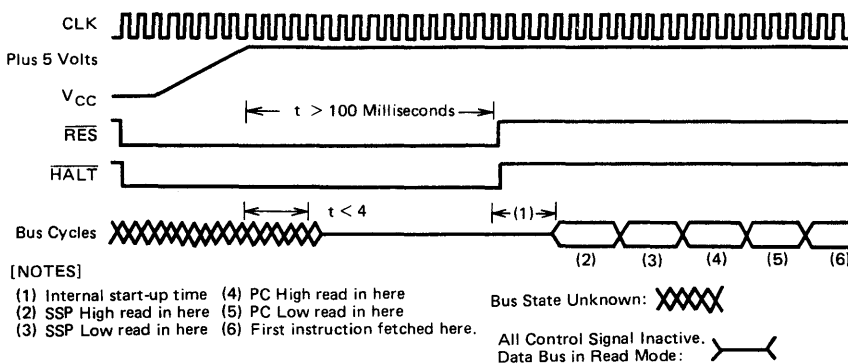 CLK
Plus 5 Volts
VCC
t > 100 Milliseconds
RES
HALT
t < 4
(1)
Bus Cycles
(2) (3) (4) (5) (6)
[NOTES]
(1) Internal start-up time (4) PC High read in here
(2) SSP High read in here (5) PC Low read in here
(3) SSP Low read in here (6) First instruction fetched here.
Bus State Unknown:
All Control Signal Inactive.
Data Bus in Read Mode: